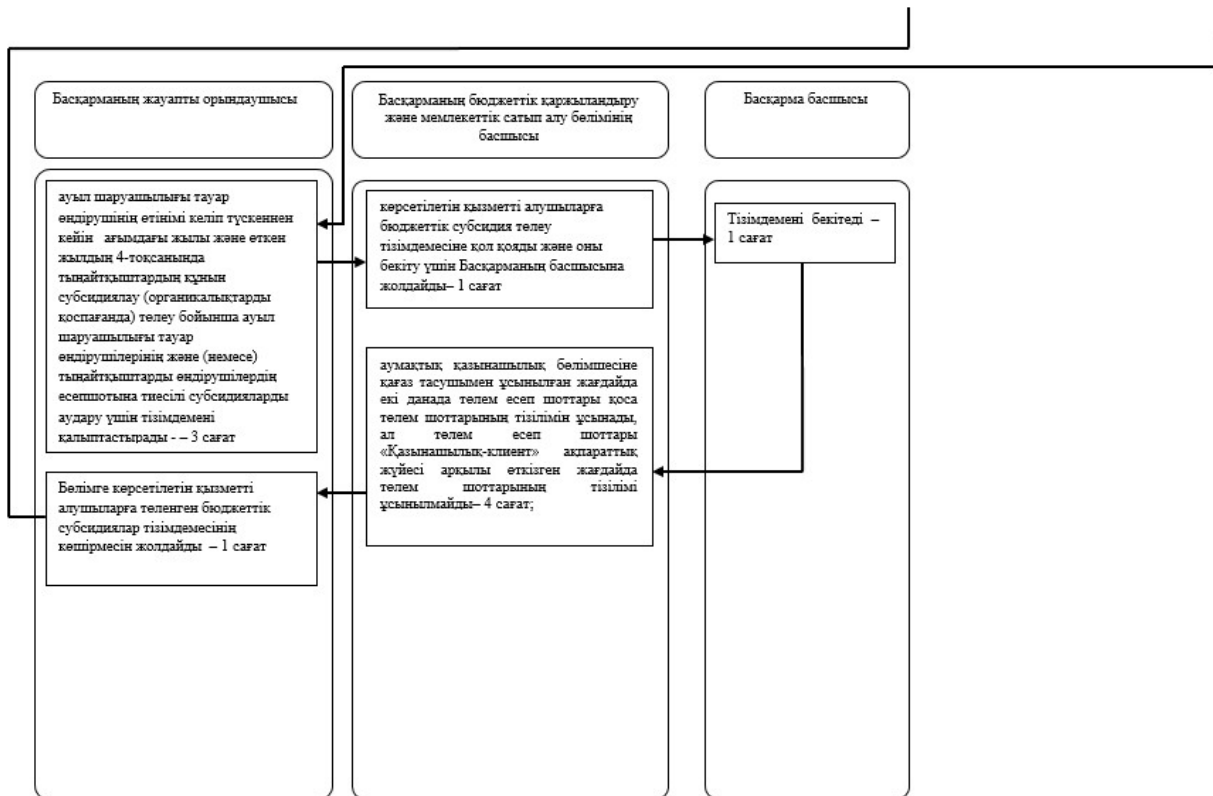 Басқарманың жауапты орындаушысы
Басқарманың бюджеттік қаржыландыру
және мемлекеттік сатып алу бөлімінің
басшысы
Басқарма басшысы
ауыл шаруашылығы тауар
өндірушінің өтінімі келіп түскеннен
кейін ағымдағы жылы және өткен
жылдың 4-тоқсанында
тыңайтқыштардың құнын
субсидиялау (органикалықтарды
қоспағанда) төлеу бойынша ауыл
шаруашылығы тауар
өндірушілерінің және (немесе)
тыңайтқыштарды өндірушілердің
есепшотына тиесілі субсидияларды
аудару үшін тізімдемені
қалыптастырады - – 3 сағат
көрсетілетін қызметті алушыларға
бюджеттік субсидия төлеу
тізімдемесіне қол қояды және оны
бекіту үшін Басқарманың басшысына
жолдайды– 1 сағат
Тізімдемені бекітеді –
1 сағат
аумақтық қазынашылық бөлімшесіне
қағаз тасушымен ұсынылған жағдайда
екі данада төлем есеп шоттары қоса
төлем шоттарының тізілімін ұсынады,
ал төлем есеп шоттары
«Қазынашылық-клиент» ақпараттық
жүйесі арқылы өткізген жағдайда
төлем шоттарының тізілімі
ұсынылмайды– 4 сағат;
Бөлімге көрсетілетін қызметті
алушыларға төленген бюджеттік
субсидиялар тізімдемесінің
көшірмесін жолдайды – 1 сағат